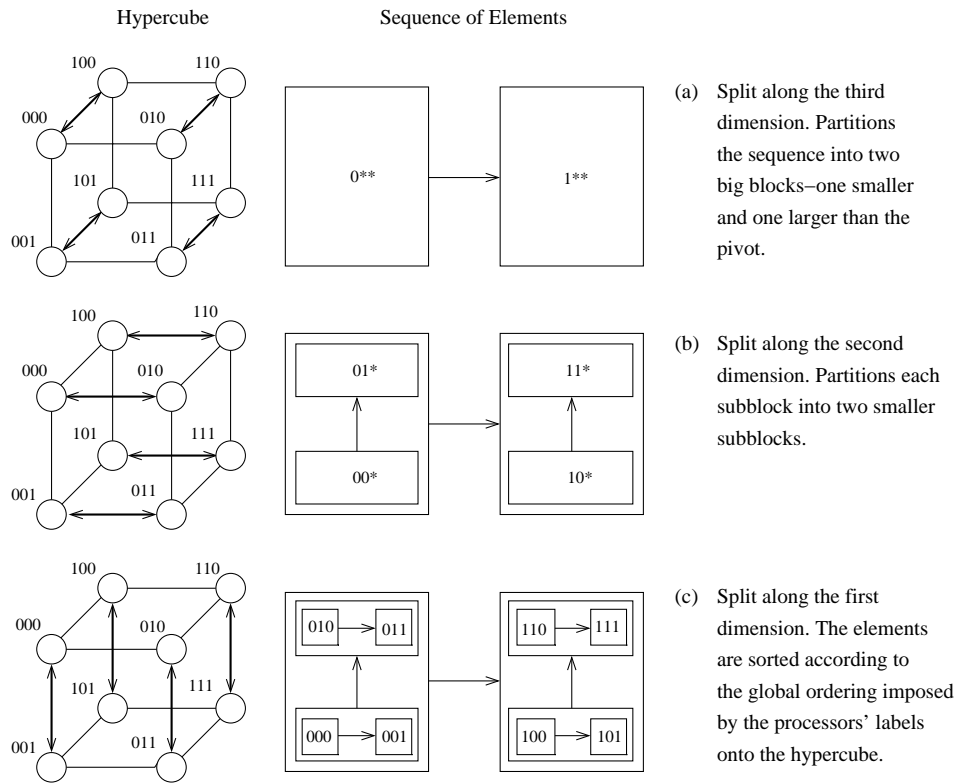 Hypercube
Sequence of Elements
100
110
000
010
101
111
001
011
0**
1**
(a) Split along the third
dimension. Partitions
the sequence into two
big blocks−one smaller
and one larger than the
pivot.
100
110
000
010
101
111
001
011
01*
11*
00*
10*
(b) Split along the second
dimension. Partitions each
subblock into two smaller
subblocks.
100
110
000
010
101
111
001
011
010
011
110
111
000
001
100
101
(c) Split along the first
dimension. The elements
are sorted according to
the global ordering imposed
by the processors’ labels
onto the hypercube.